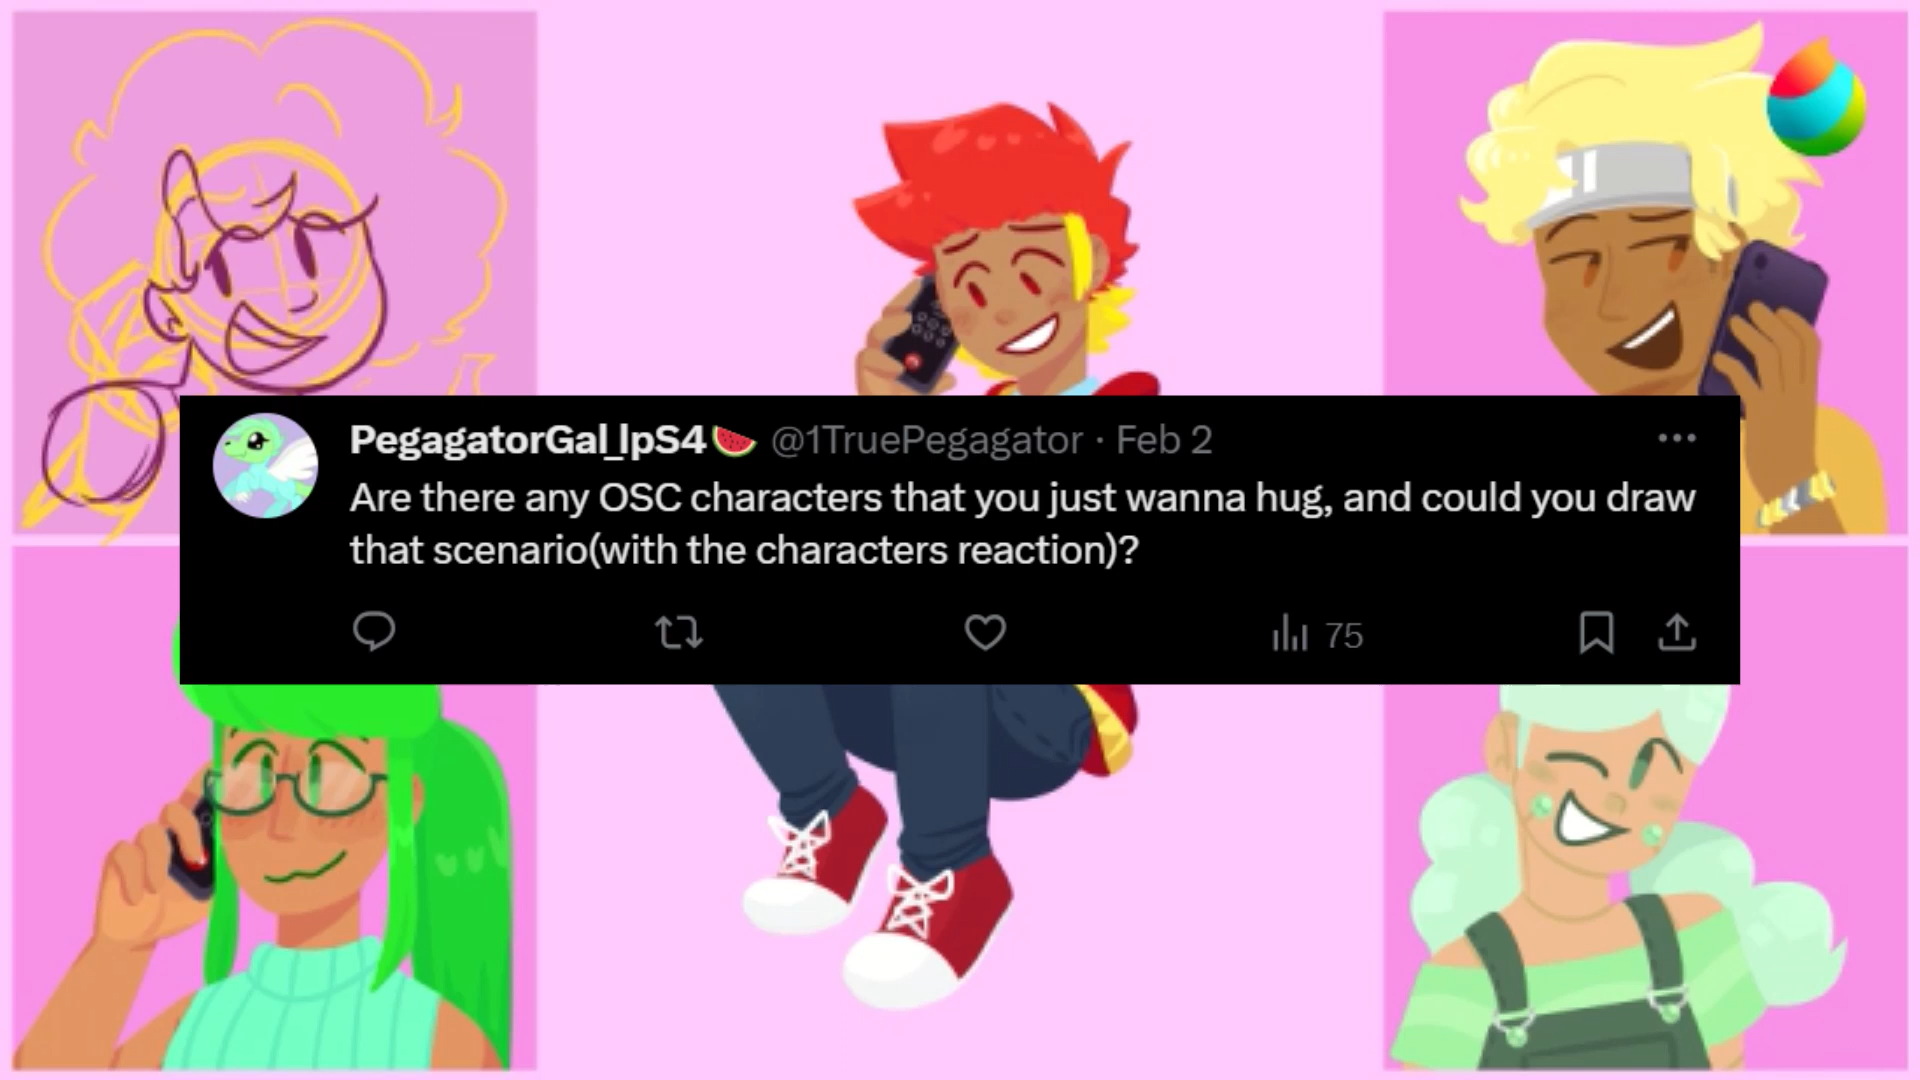 PegagatorGal_lpS4🍉 @1TruePegagator · Feb 2
Are there any OSC characters that you just wanna hug, and could you draw
that scenario(with the characters reaction)?
75